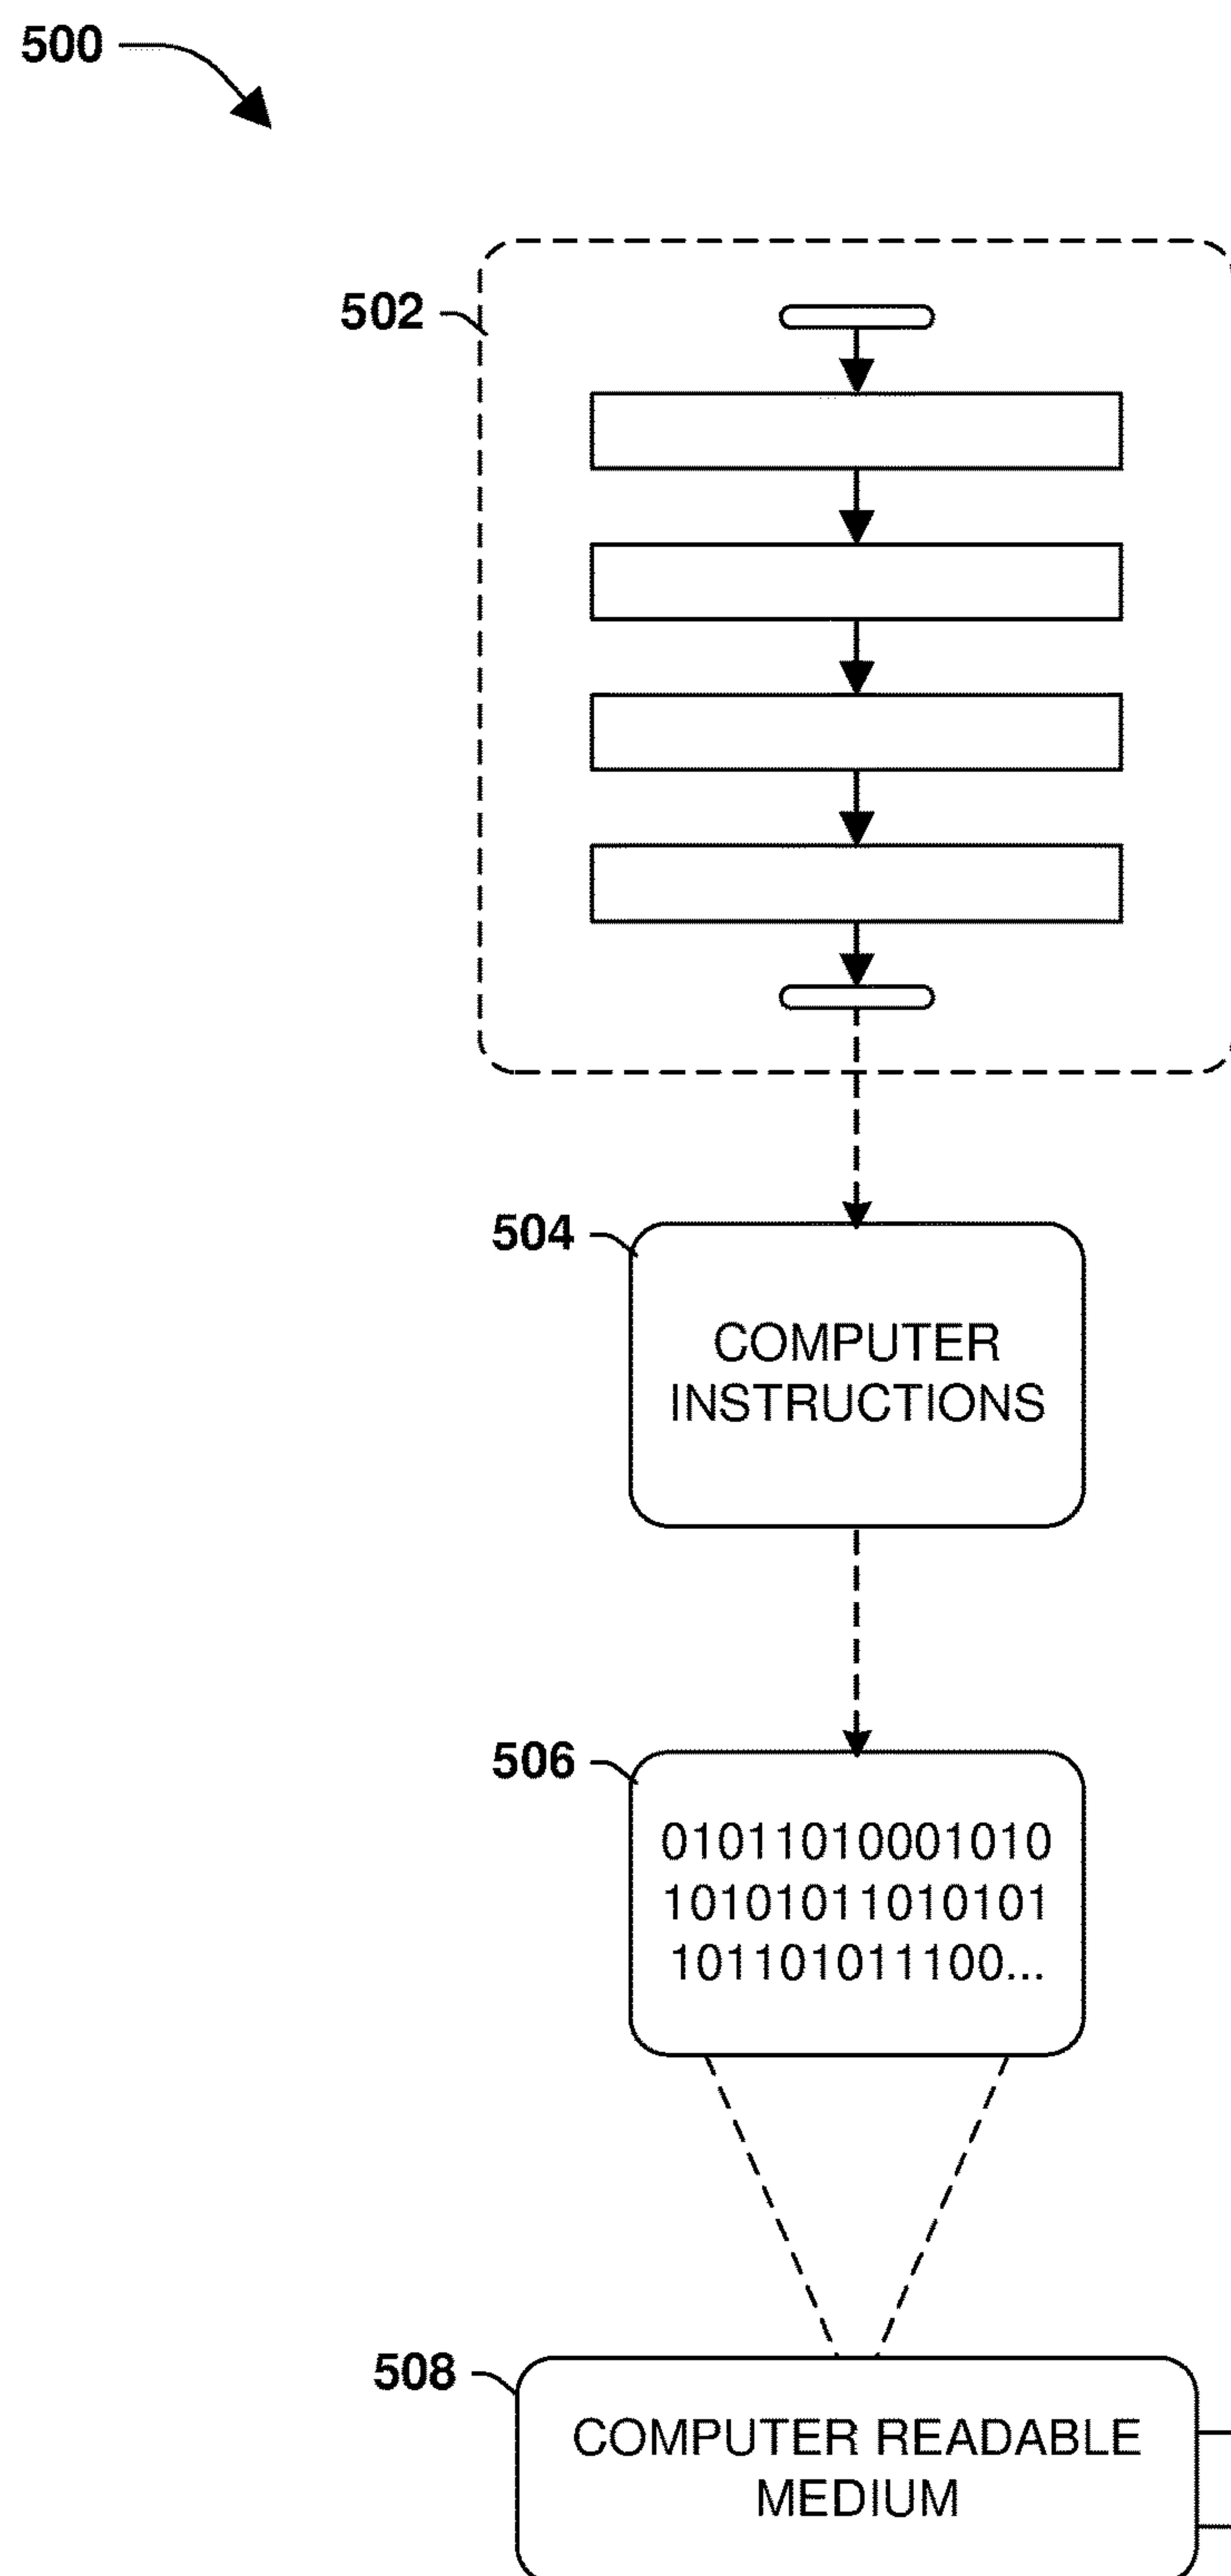 500
502
504
COMPUTER
INSTRUCTIONS
506
01011010001010
10101011010101
101101011100...
508
COMPUTER READABLE
MEDIUM